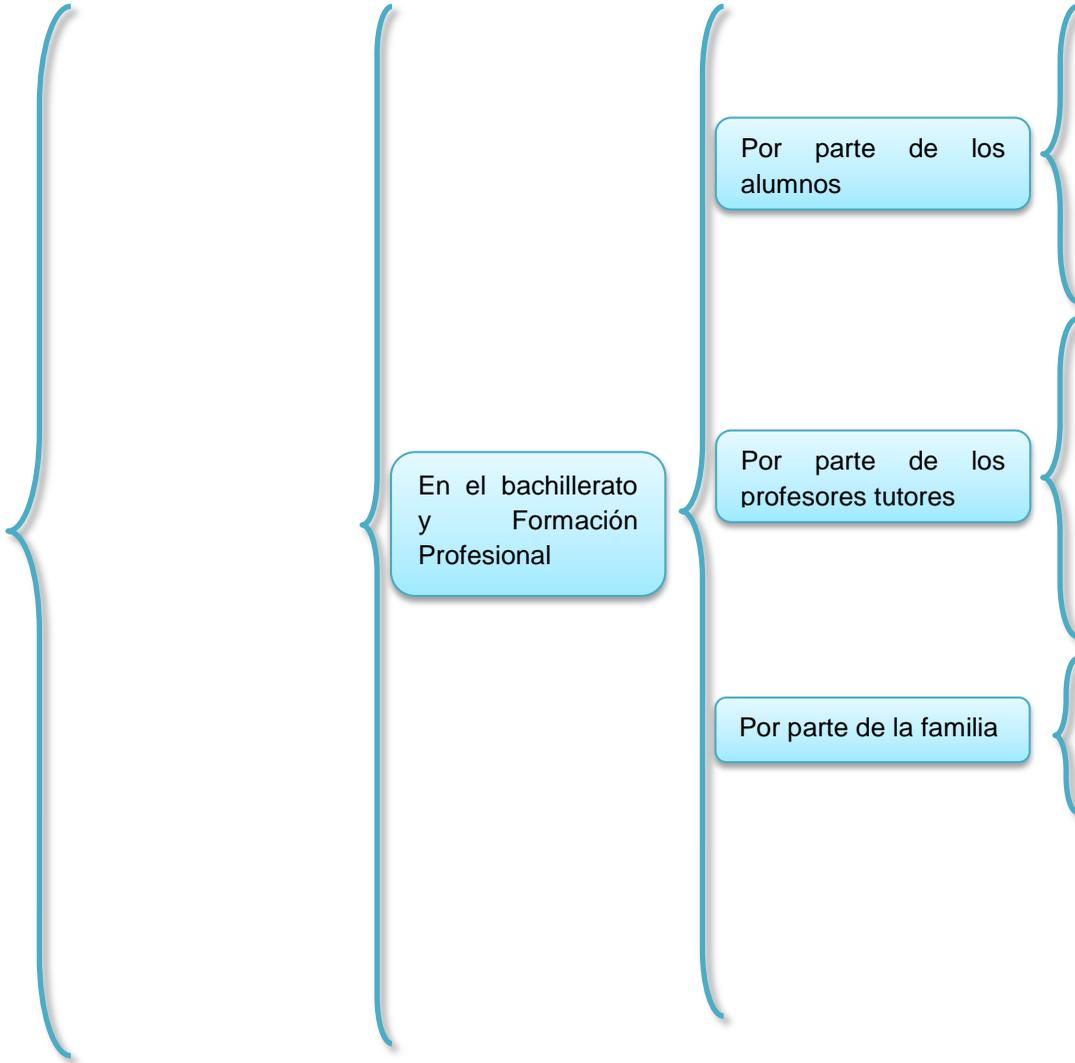 Por parte de los
alumnos
En el bachillerato
y Formación
Profesional
Por parte de los
profesores tutores
Por parte de la familia